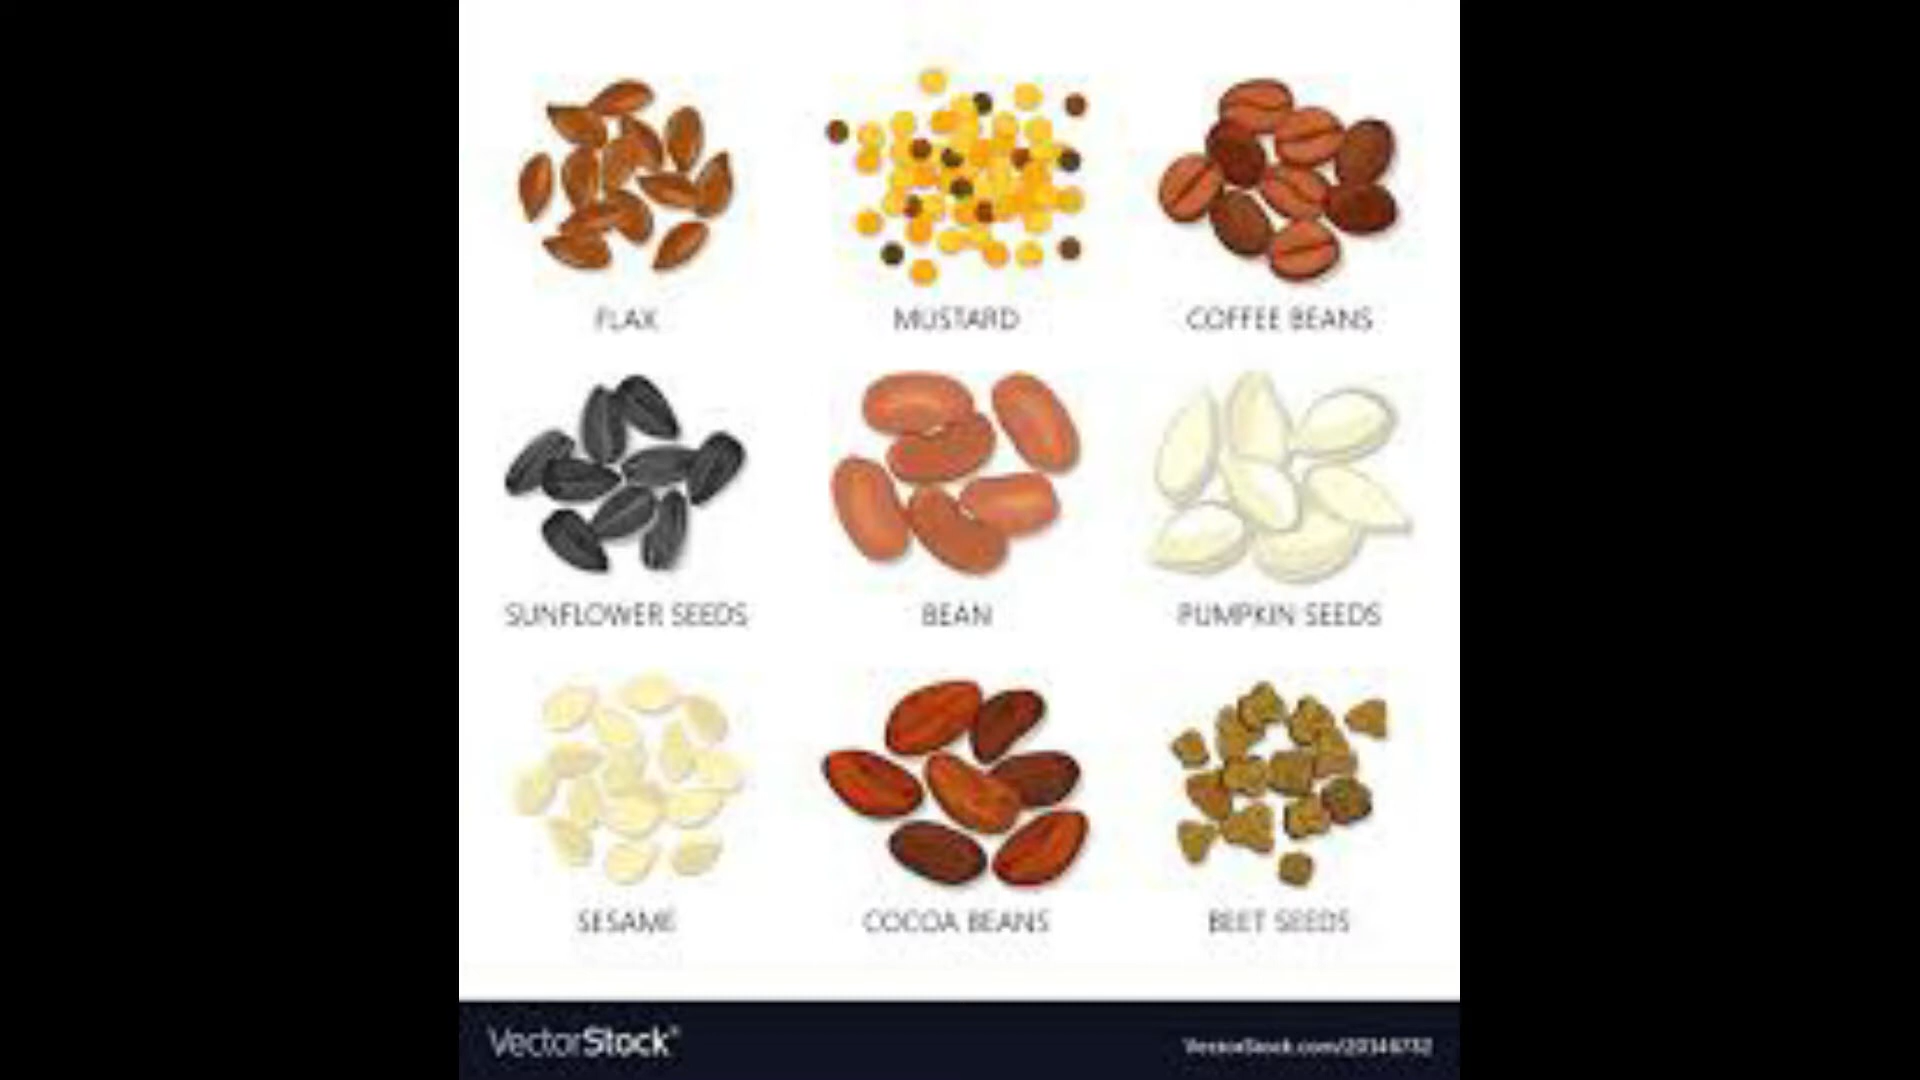 FLAX MUSTARD COFFEE BEANS
SUNFLOWER SEEDS BEAN PUMPKIN SEEDS
SESAME COCOA BEANS BEET SEEDS
VectorStock®